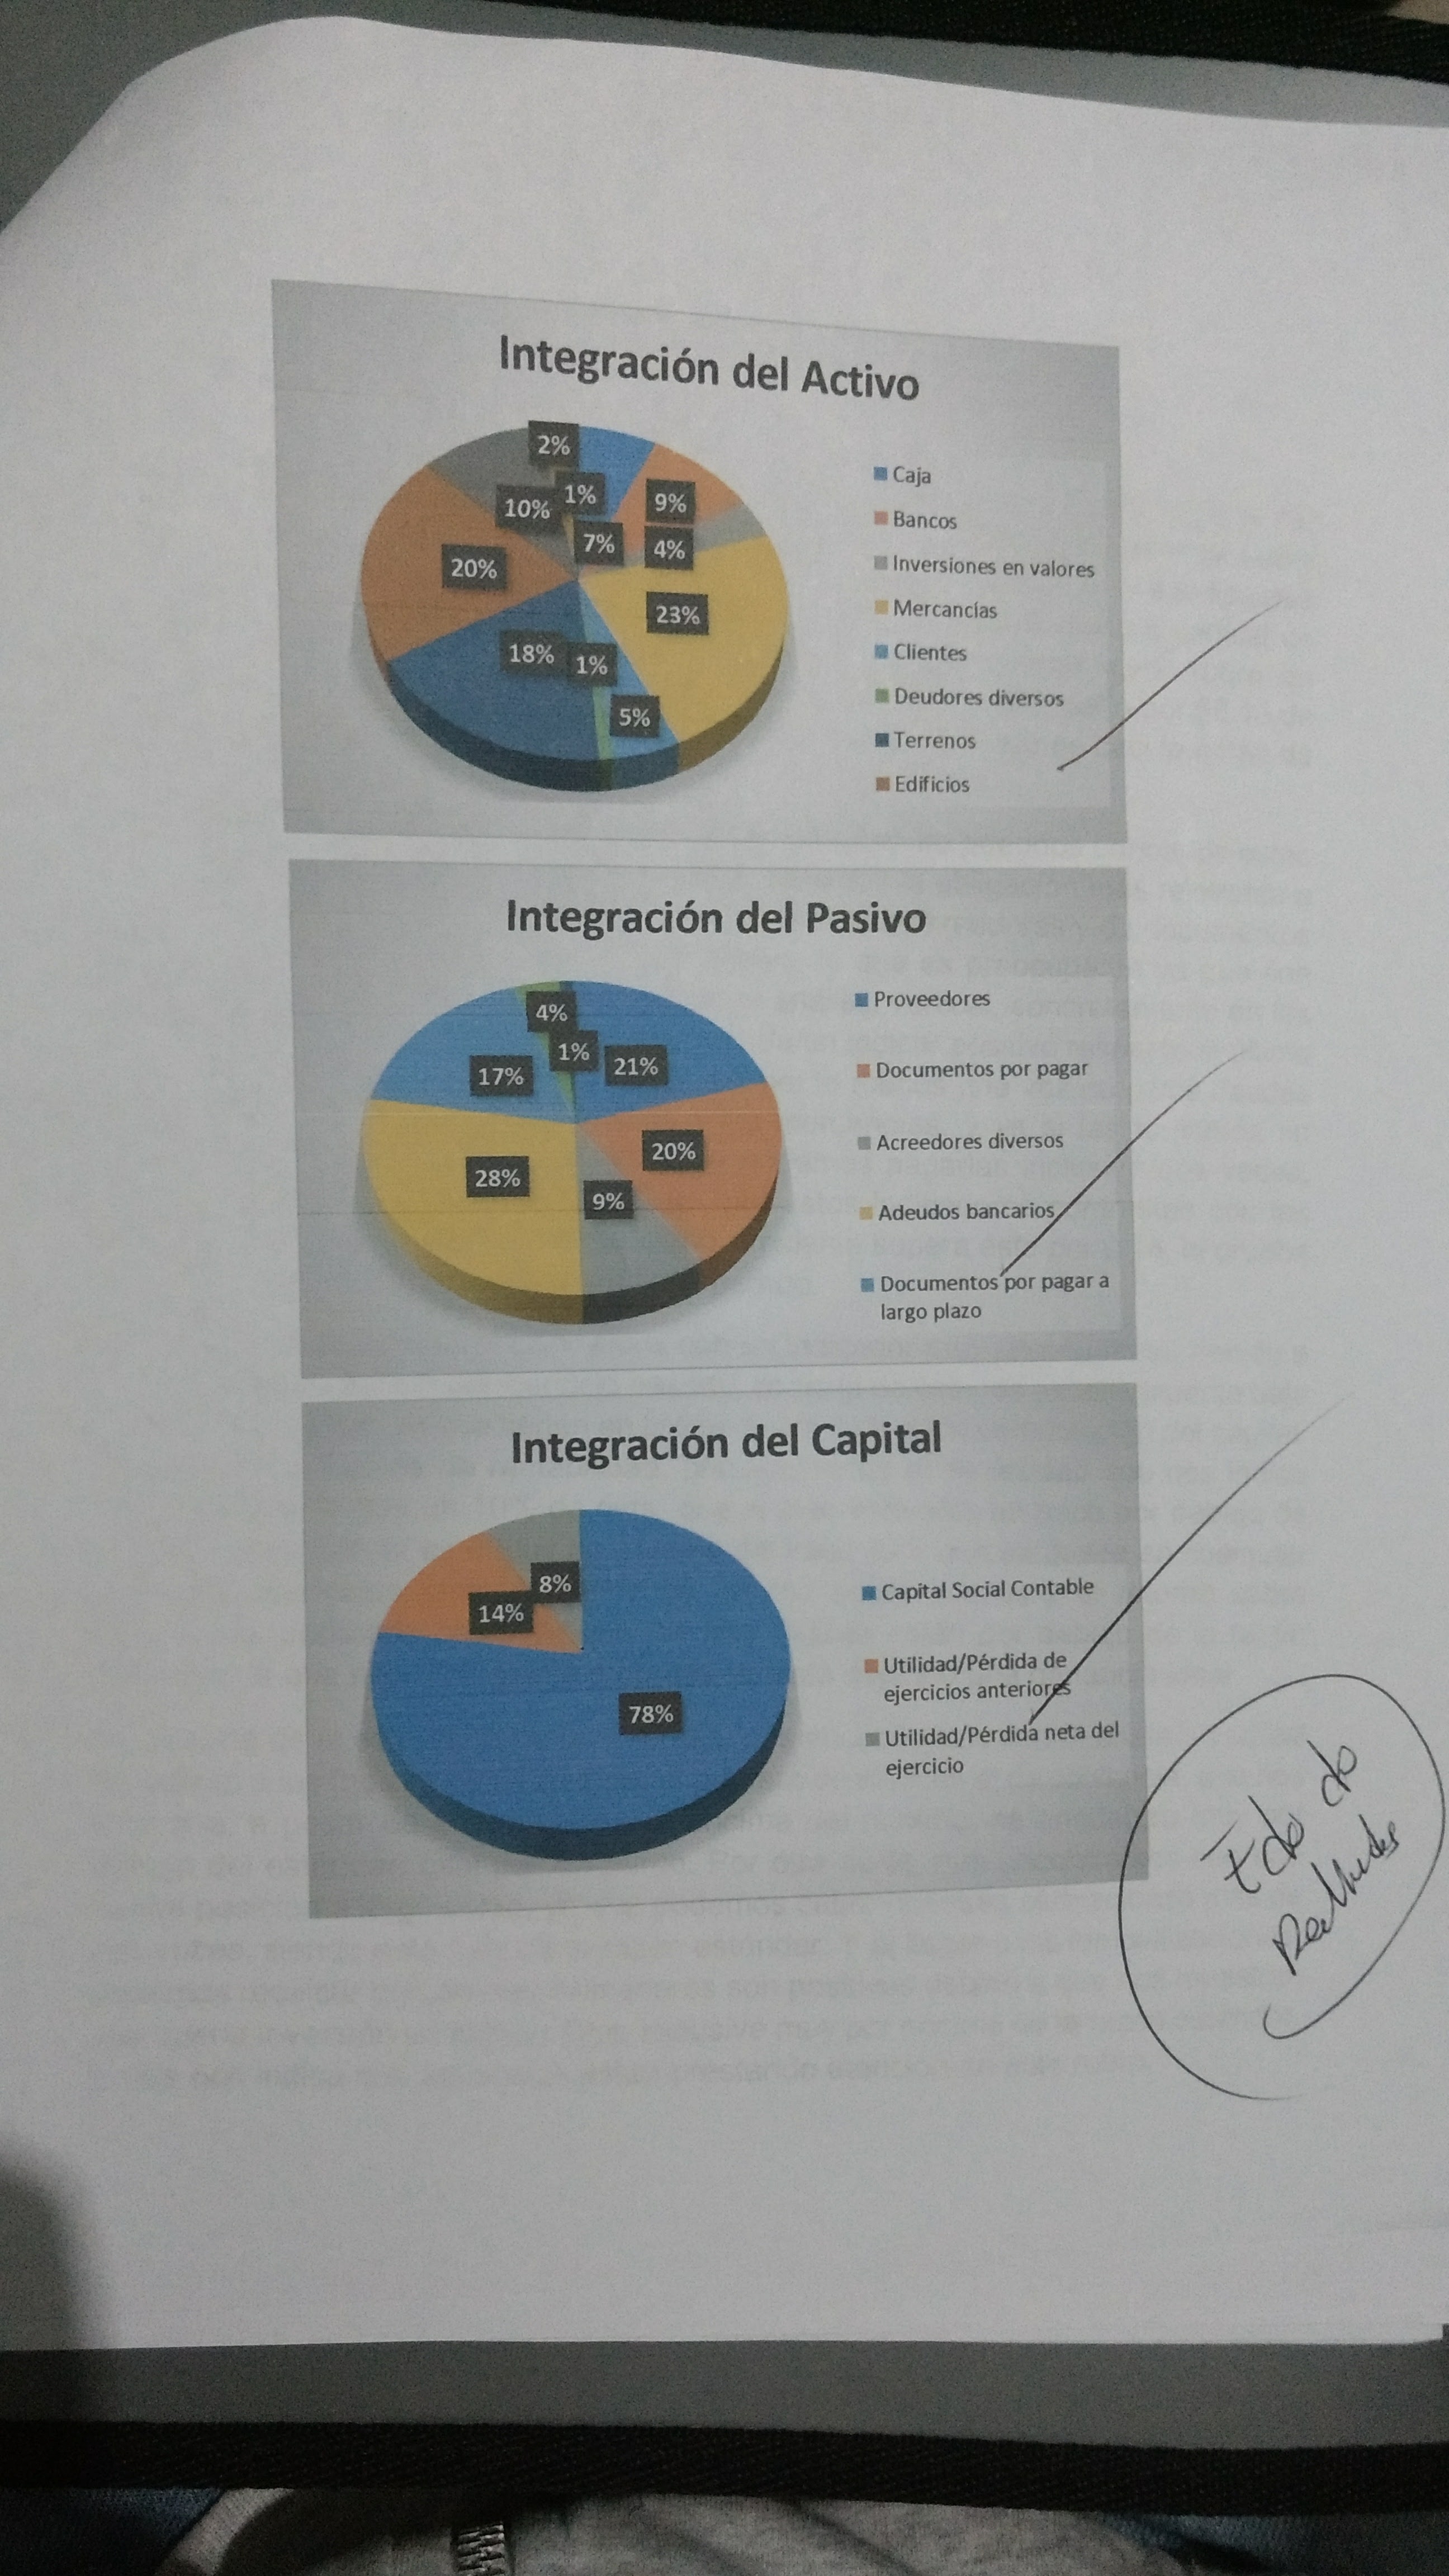 Integración del Activo
2%
10%
1%
9%
7%
4%
20%
23%
18%
1%
5%
Caja
Bancos
Inversiones en valores
Mercancías
Clientes
Deudores diversos
Terrenos
Edificios
Integración del Pasivo
4%
1%
21%
17%
20%
28%
9%
Proveedores
Documentos por pagar
Acreedores diversos
Adeudos bancarios
Documentos por pagar a
largo plazo
Integración del Capital
8%
14%
78%
Capital Social Contable
Utilidad/Pérdida de
ejercicios anteriores
Utilidad/Pérdida neta del
ejercicio
Edo do